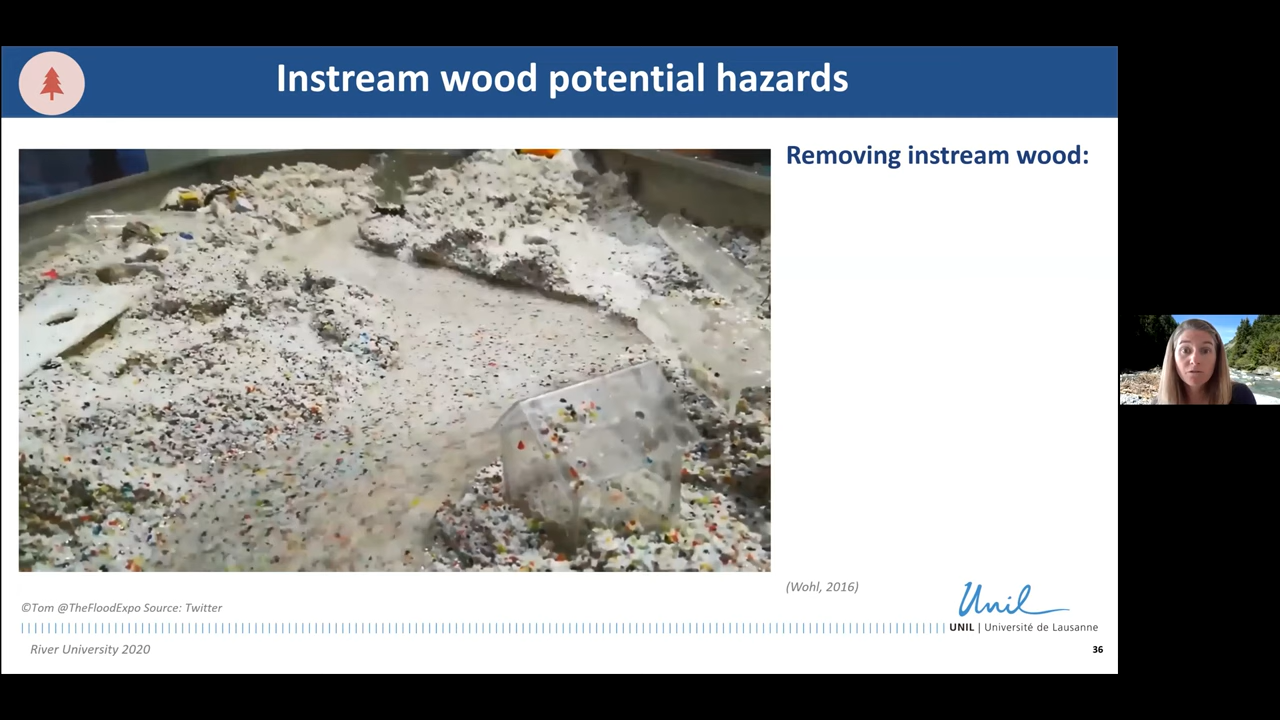 Instream wood potential hazards
Removing instream wood:
(Wohl, 2016)
©Tom @TheFloodExpo Source: Twitter
Unil
UNIL | Université de Lausanne
River University 2020
36